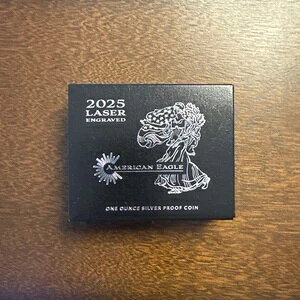 2025
LASER
ENGRAVED
AMERICAN EAGLE
ONE OUNCE SILVER PROOF COIN